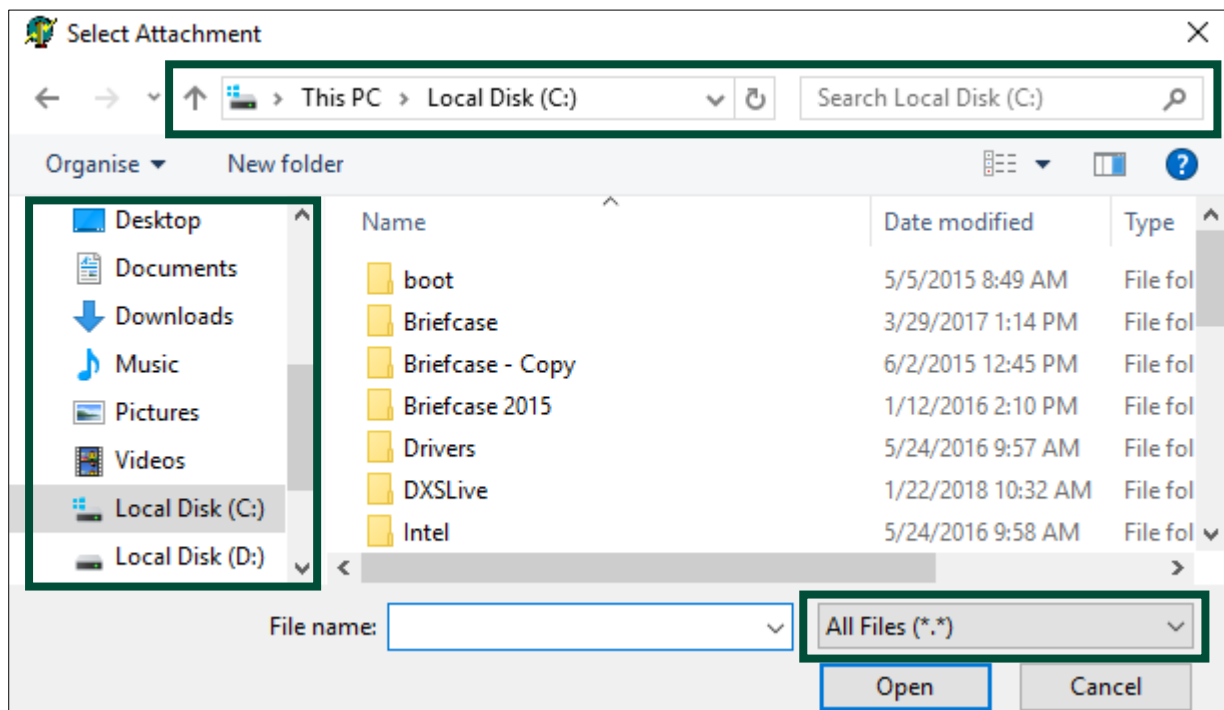 Select Attachment
This PC > Local Disk (C:) Search Local Disk (C:)
Organise New folder
Desktop Name Date modified Type
Documents boot 5/5/2015 8:49 AM File fol
Downloads Briefcase 3/29/2017 1:14 PM File fol
Music Briefcase - Copy 6/2/2015 12:45 PM File fol
Pictures Briefcase 2015 1/12/2016 2:10 PM File fol
Videos Drivers 5/24/2016 9:57 AM File fol
Local Disk (C:) DXSLive 1/22/2018 10:32 AM File fol
Local Disk (D:) Intel 5/24/2016 9:58 AM File fol
File name: All Files (*.*)
Open Cancel